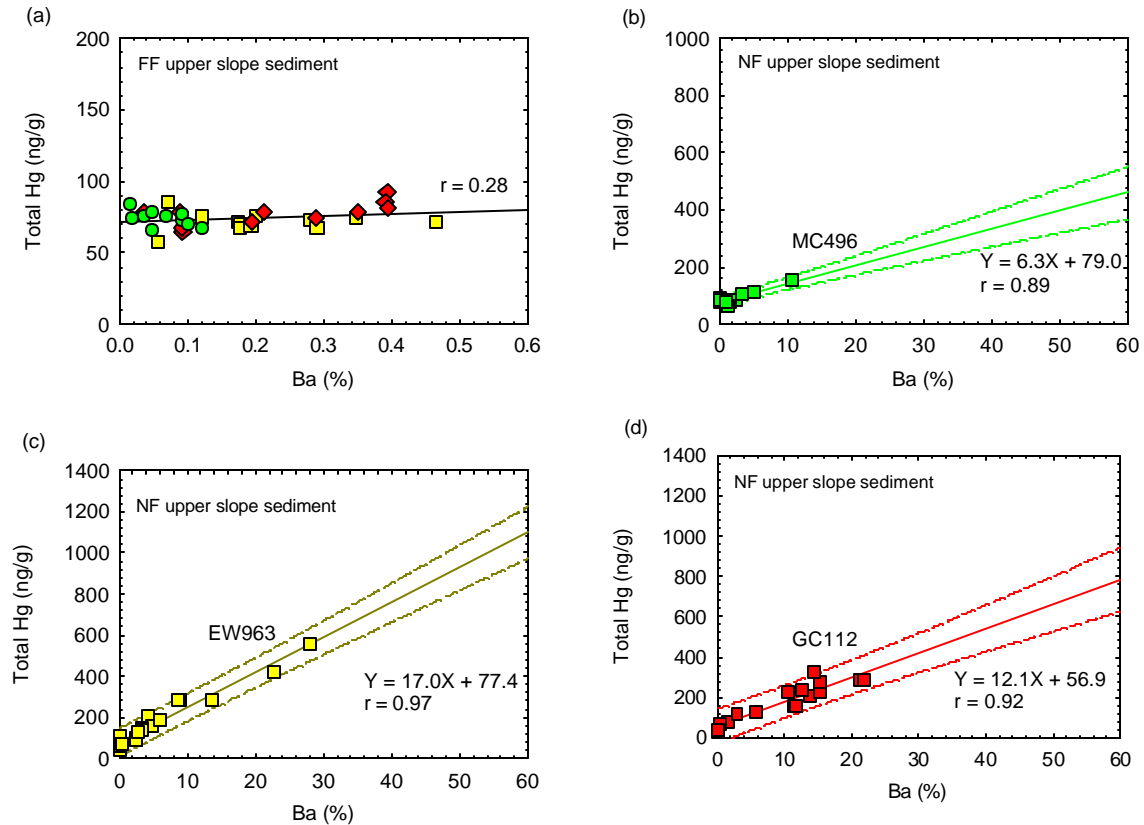 (a)
200
150
100
50
0
FF upper slope sediment
r = 0.28
Total Hg (ng/g)
0.0 0.1 0.2 0.3 0.4 0.5 0.6
Ba (%)
(b)
1000
800
600
400
200
0
NF upper slope sediment
MC496
Y = 6.3X + 79.0
r = 0.89
Total Hg (ng/g)
0 10 20 30 40 50 60
Ba (%)
(c)
1400
1200
1000
800
600
400
200
0
NF upper slope sediment
EW963
Y = 17.0X + 77.4
r = 0.97
Total Hg (ng/g)
0 10 20 30 40 50 60
Ba (%)
(d)
1400
1200
1000
800
600
400
200
0
NF upper slope sediment
GC112
Y = 12.1X + 56.9
r = 0.92
Total Hg (ng/g)
0 10 20 30 40 50 60
Ba (%)